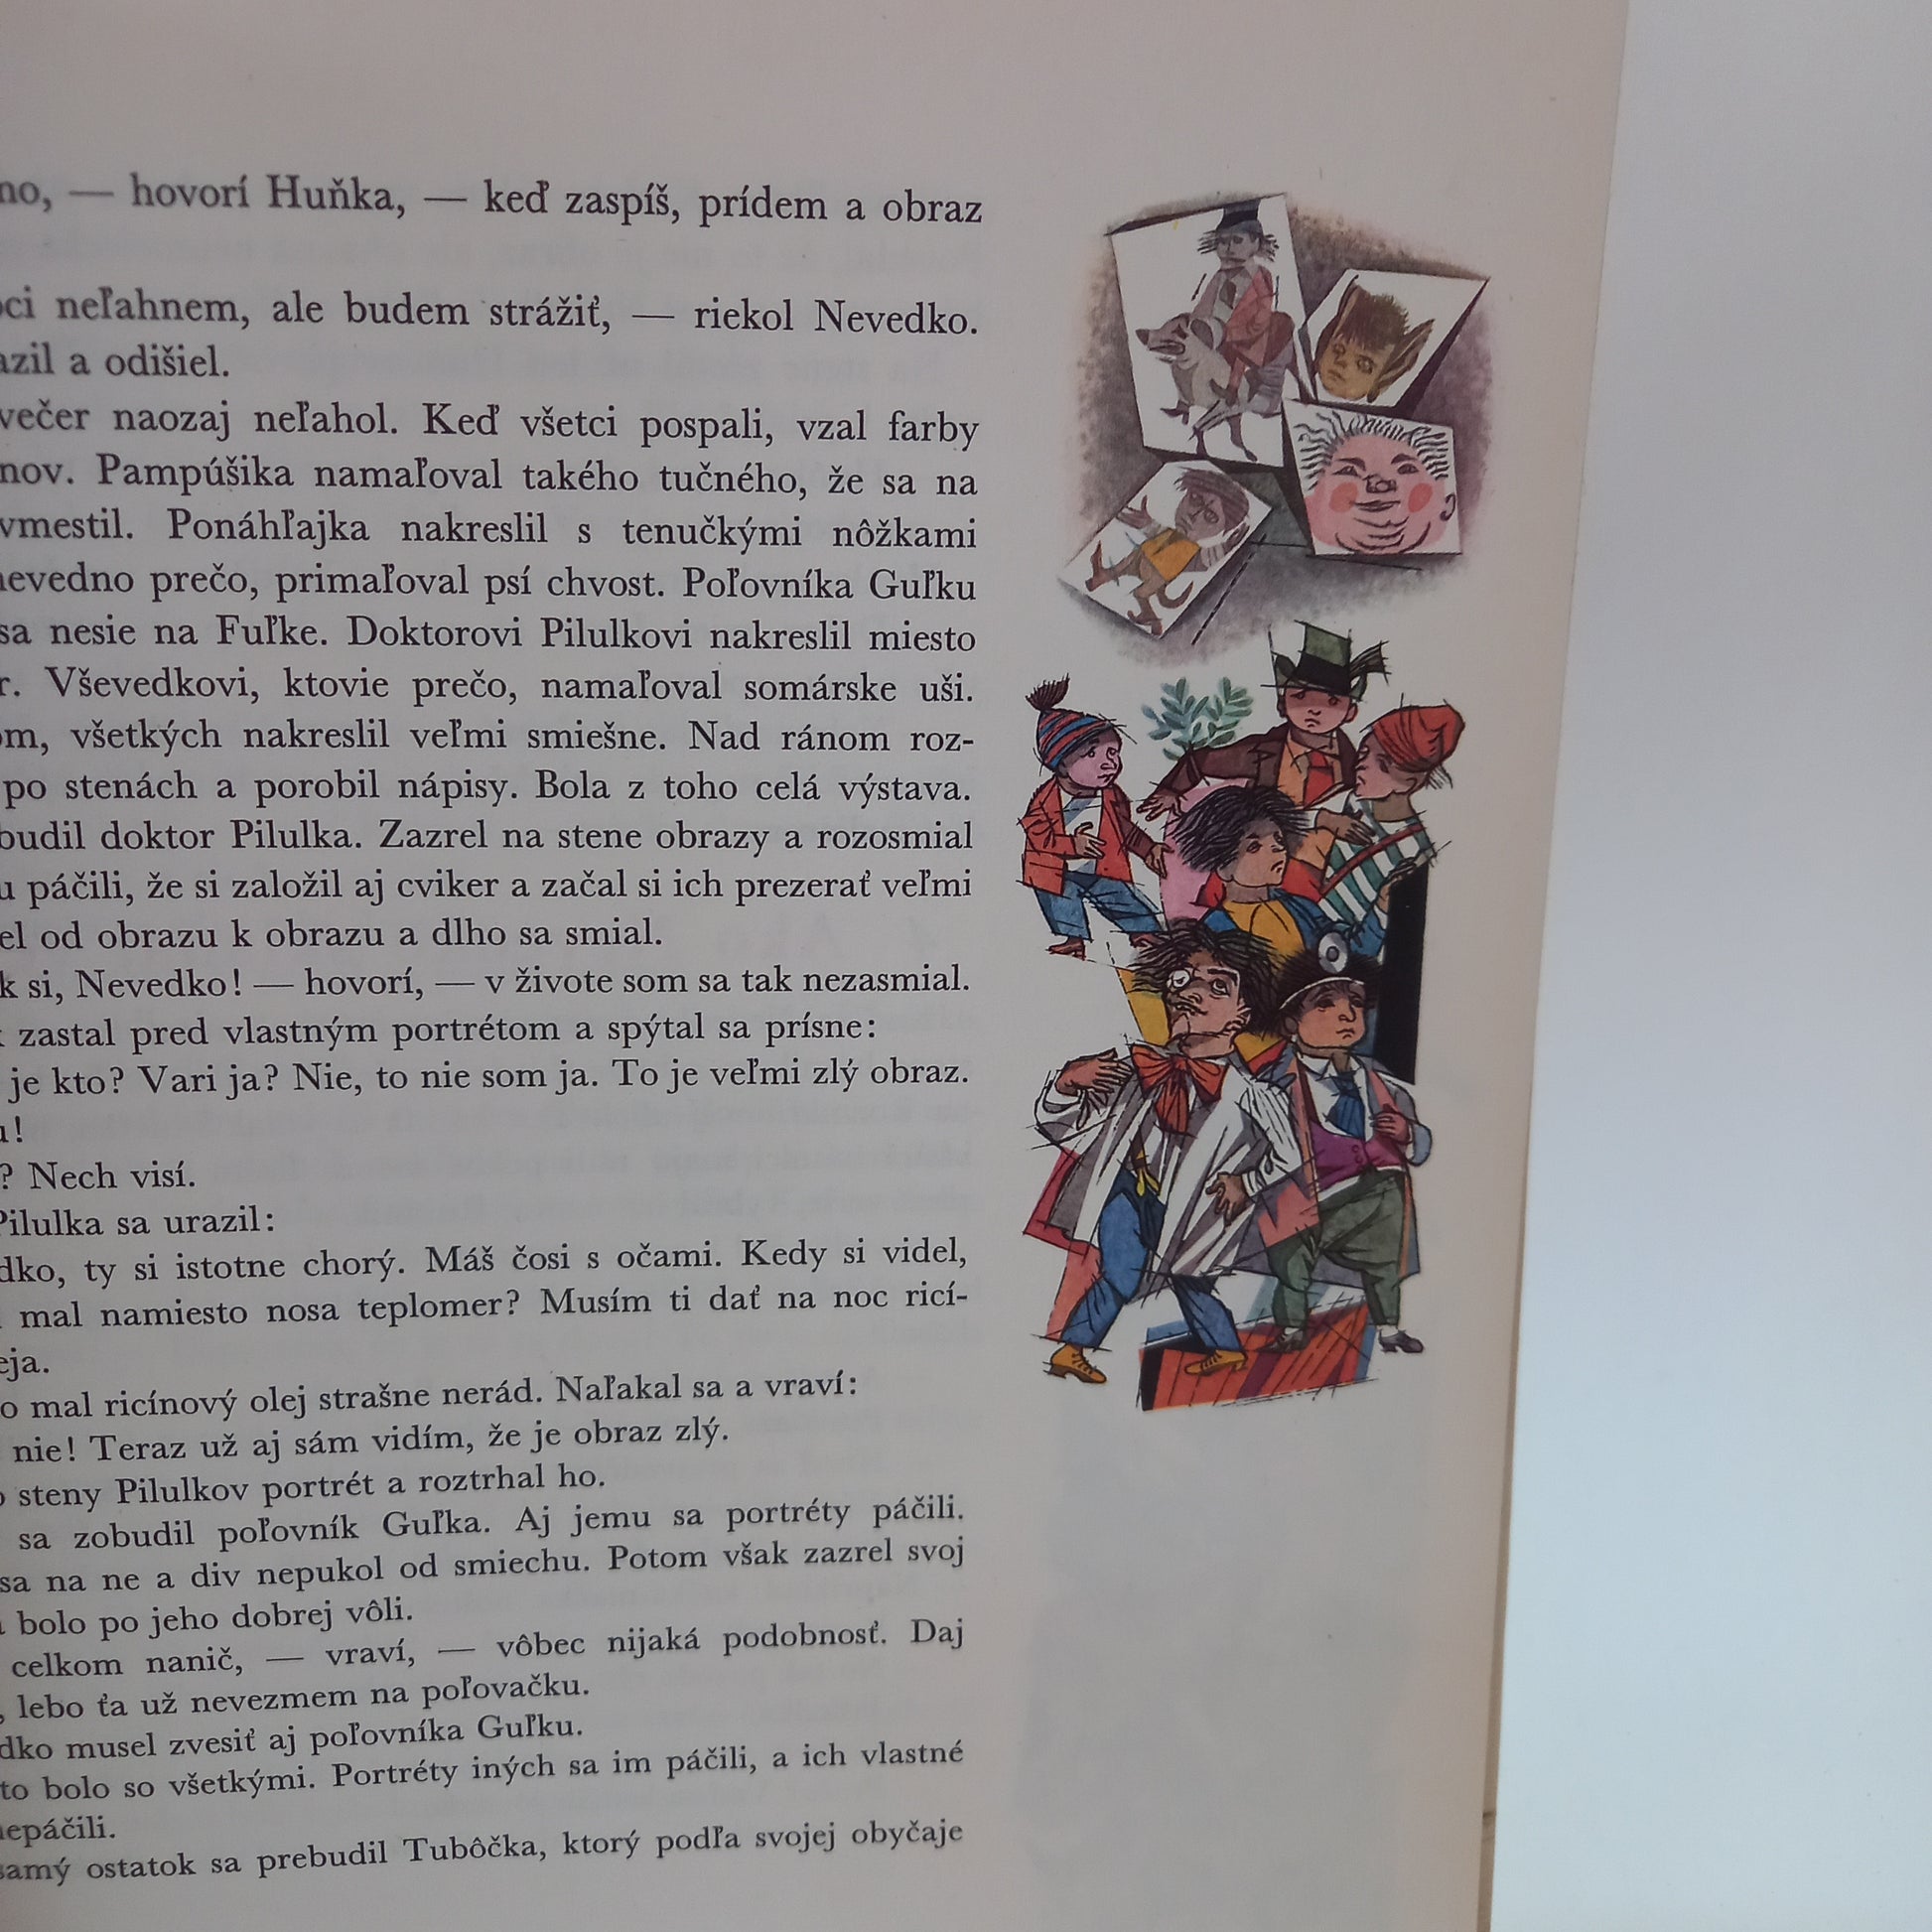 — hovorí Huňka, — keď zaspíš, prídem a obraz
neľahnem, ale budem strážiť, — riekol Nevedko.
a odišiel.
večer naozaj neľahol. Keď všetci pospali, vzal farby
Pampúšika namaľoval takého tučného, že sa na
vmestil. Ponáhľajka nakreslil s tenučkými nôžkami
nevedno prečo, primaľoval psí chvost. Poľovníka Guľku
sa nesie na Fuľke. Doktorovi Pilulkovi nakreslil miesto
Vševedkovi, ktovie prečo, namaľoval somárske uši.
všetkých nakreslil veľmi smiešne. Nad ránom roz-
po stenách a porobil nápisy. Bola z toho celá výstava.
doktor Pilulka. Zazrel na stene obrazy a rozosmial
páčili, že si založil aj cviker a začal si ich prezerať veľmi
od obrazu k obrazu a dlho sa smial.
si, Nevedko! — hovorí, — v živote som sa tak nezasmial.
zastal pred vlastným portrétom a spýtal sa prísne:
je kto? Vari ja? Nie, to nie som ja. To je veľmi zlý obraz.
? Nech visí.
Pilulka sa urazil:
ty si istotne chorý. Máš čosi s očami. Kedy si videl,
mal namiesto nosa teplomer? Musím ti dať na noc ricí-
mal ricínový olej strašne nerád. Naľakal sa a vraví:
nie! Teraz už aj sám vidím, že je obraz zlý.
steny Pilulkov portrét a roztrhal ho.
sa zobudil poľovník Guľka. Aj jemu sa portréty páčili.
sa na ne a div nepukol od smiechu. Potom však zazrel svoj
bolo po jeho dobrej vôli.
celkom nanič, — vraví, — vôbec nijaká podobnosť. Daj
lebo ťa už nevezmem na poľovačku.
musel zvesiť aj poľovníka Guľku.
to bolo so všetkými. Portréty iných sa im páčili, a ich vlastné
nepáčili.
samý ostatok sa prebudil Tubôčka, ktorý podľa svojej obyčaje